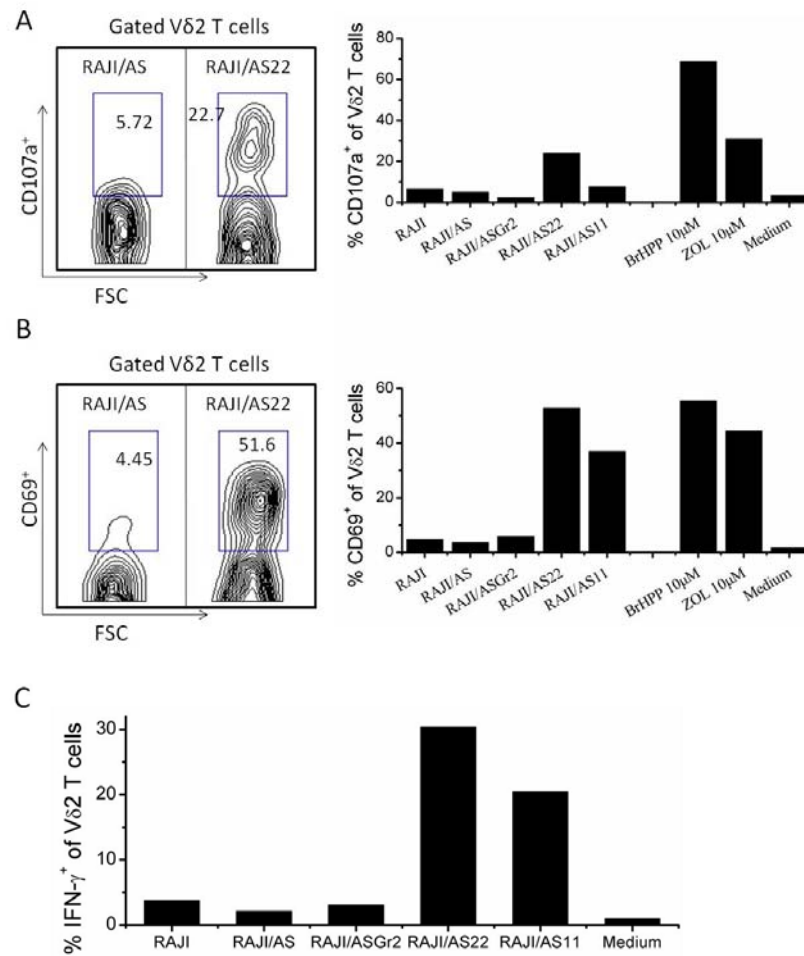 A
Gated Vδ2 T cells
RAJI/AS
RAJI/AS22
5.72
22.7
CD107a⁺
FSC
% CD107a⁺ of Vδ2 T cells
80
60
40
20
0
RAJI
RAJI/AS
RAJI/ASGr2
RAJI/AS22
RAJI/AS11
BrHPP 10μM
ZOL 10μM
Medium
B
Gated Vδ2 T cells
RAJI/AS
RAJI/AS22
4.45
51.6
CD69⁺
FSC
% CD69⁺ of Vδ2 T cells
60
40
20
0
RAJI
RAJI/AS
RAJI/ASGr2
RAJI/AS22
RAJI/AS11
BrHPP 10μM
ZOL 10μM
Medium
C
% IFN-γ⁺ of Vδ2 T cells
30
20
10
0
RAJI
RAJI/AS
RAJI/ASGr2
RAJI/AS22
RAJI/AS11
Medium